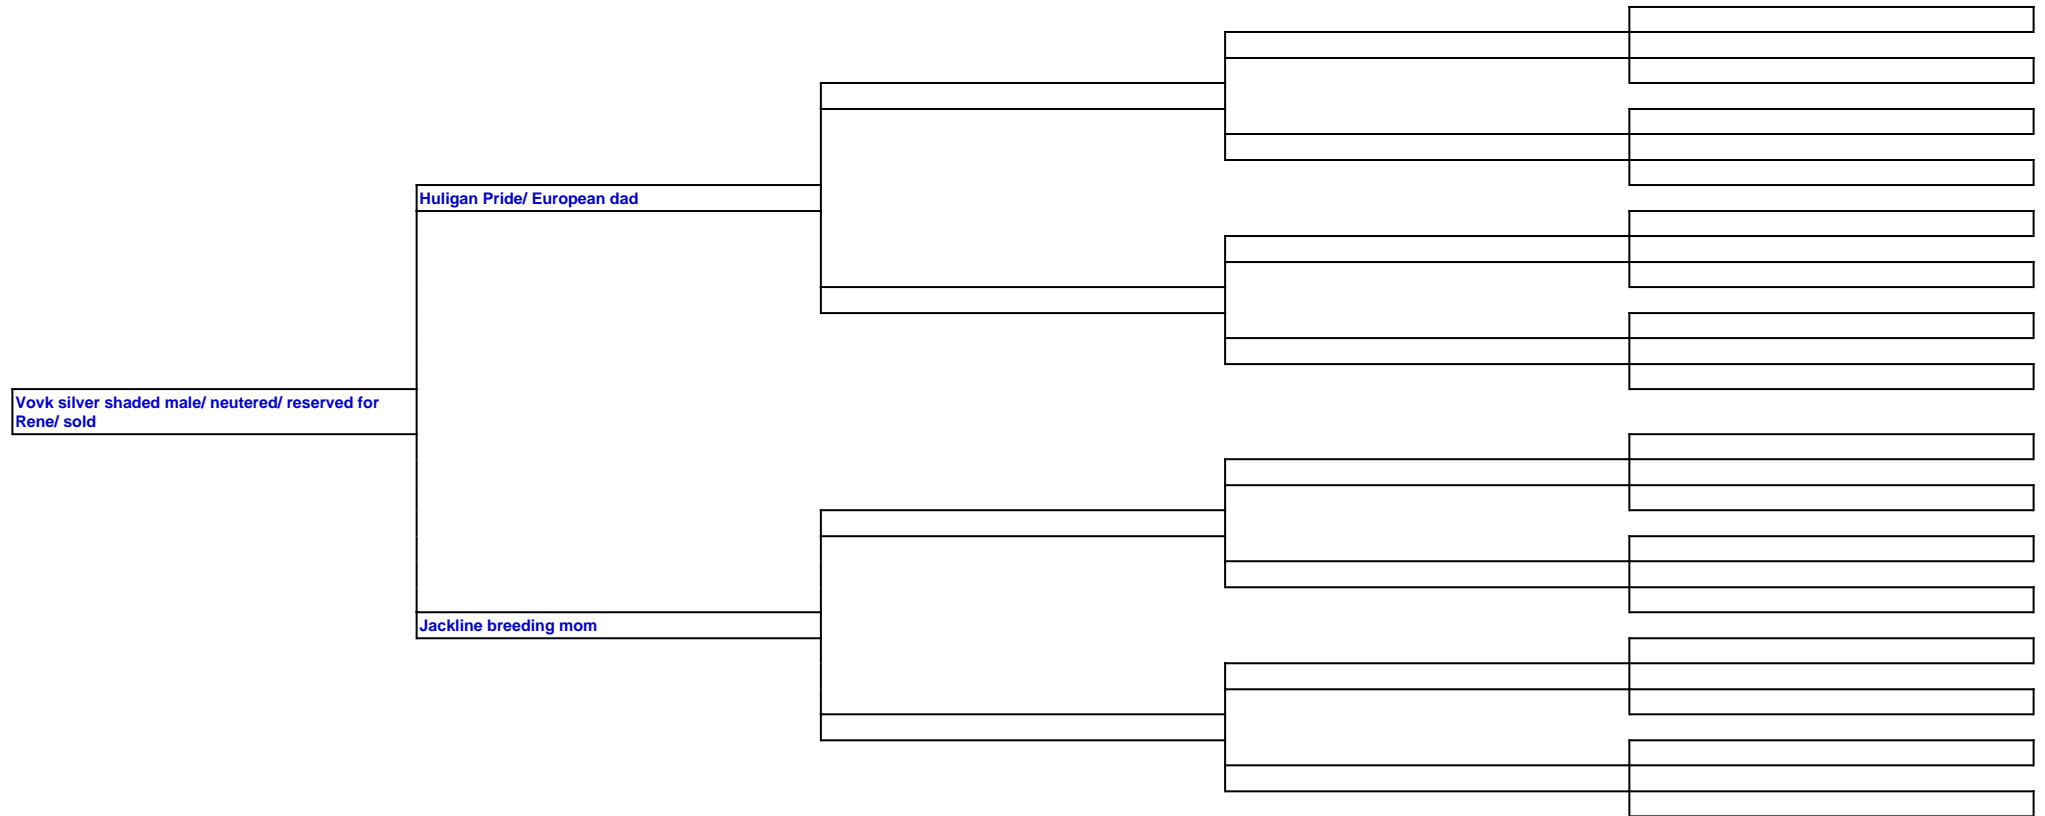 Huligan Pride/ European dad
Vovk silver shaded male/ neutered/ reserved for
Rene/ sold
Jackline breeding mom